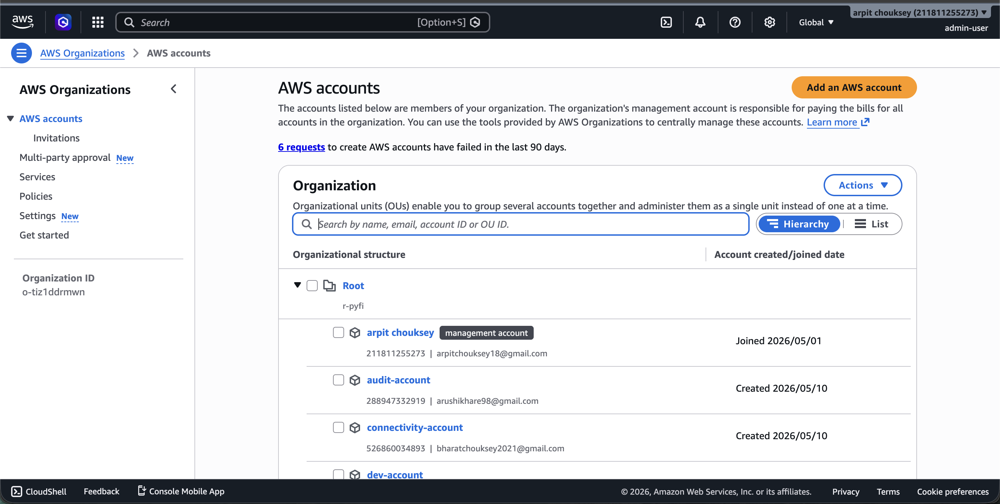 aws
Search
[Option+S]
Global
arpit chouksey (211811255273)
admin-user
AWS Organizations
AWS accounts
AWS Organizations
AWS accounts
Invitations
Multi-party approval New
Services
Policies
Settings New
Get started
Organization ID
o-tiz1ddrmwn
AWS accounts
Add an AWS account
The accounts listed below are members of your organization. The organization's management account is responsible for paying the bills for all
accounts in the organization. You can use the tools provided by AWS Organizations to centrally manage these accounts. Learn more
6 requests to create AWS accounts have failed in the last 90 days.
Organization
Actions
Organizational units (OUs) enable you to group several accounts together and administer them as a single unit instead of one at a time.
Search by name, email, account ID or OU ID.
Hierarchy
List
Organizational structure
Account created/joined date
Root
r-pyfi
arpit chouksey management account
Joined 2026/05/01
211811255273 | arpitchouksey18@gmail.com
audit-account
Created 2026/05/10
288947332919 | arushikhare98@gmail.com
connectivity-account
Created 2026/05/10
526860034893 | bharatchouksey2021@gmail.com
dev-account
CloudShell
Feedback
Console Mobile App
© 2026, Amazon Web Services, Inc. or its affiliates.
Privacy
Terms
Cookie preferences